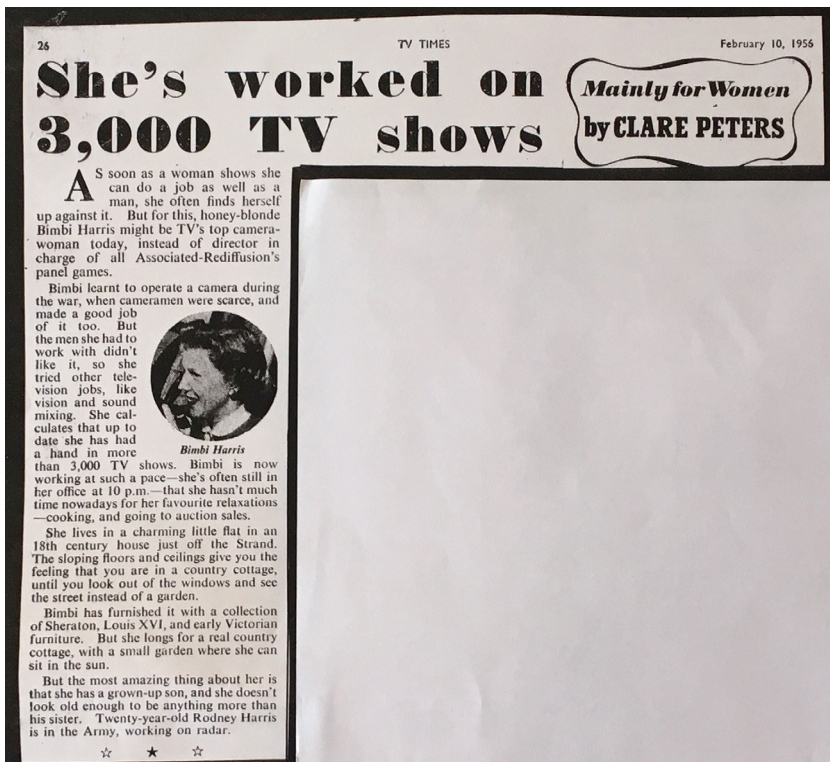 26
TV TIMES
February 10, 1956
She's worked on
3,000 TV shows
Mainly for Women
by CLARE PETERS
AS soon as a woman shows she
can do a job as well as a
man, she often finds herself
up against it. But for this, honey-blonde
Bimbi Harris might be TV's top camera-
woman today, instead of director in
charge of all Associated-Rediffusion's
panel games.
Bimbi learnt to operate a camera during
the war, when cameramen were scarce, and
made a good job
of it too. But
the men she had to
work with didn't
like it, so she
tried other tele-
vision jobs, like
vision and sound
mixing. She cal-
culates that up to
date she has had
a hand in more
Bimbi Harris
than 3,000 TV shows. Bimbi is now
working at such a pace—she's often still in
her office at 10 p.m.—that she hasn't much
time nowadays for her favourite relaxations
—cooking, and going to auction sales.
She lives in a charming little flat in an
18th century house just off the Strand.
The sloping floors and ceilings give you the
feeling that you are in a country cottage,
until you look out of the windows and see
the street instead of a garden.
Bimbi has furnished it with a collection
of Sheraton, Louis XVI, and early Victorian
furniture. But she longs for a real country
cottage, with a small garden where she can
sit in the sun.
But the most amazing thing about her is
that she has a grown-up son, and she doesn't
look old enough to be anything more than
his sister. Twenty-year-old Rodney Harris
is in the Army, working on radar.